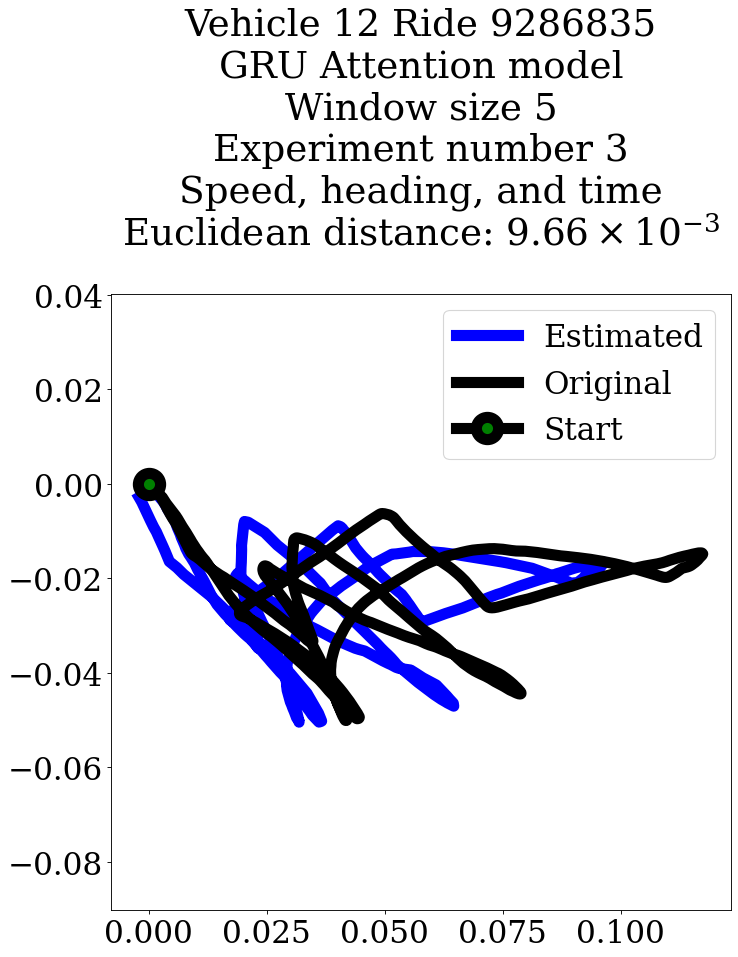 Vehicle 12 Ride 9286835
GRU Attention model
Window size 5
Experiment number 3
Speed, heading, and time
Euclidean distance: 9.66 × 10⁻³
0.04
Estimated
0.02
Original
Start
0.00
−0.02
−0.04
−0.06
−0.08
0.000 0.025 0.050 0.075 0.100